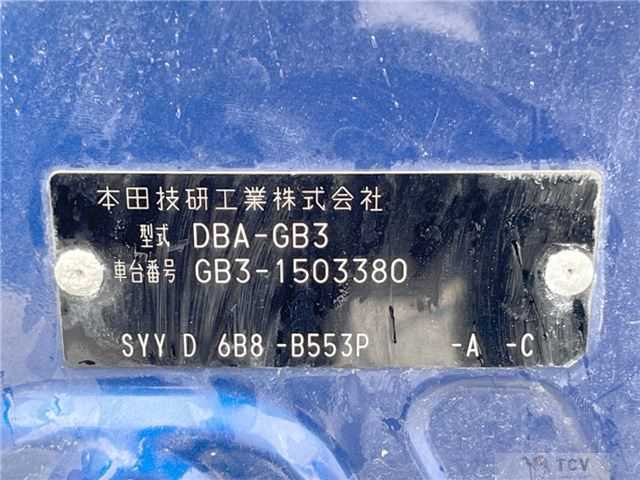 本田技研工業株式会社
型式 DBA-GB3
車台番号 GB3-1503380
SYY D 6B8 -B553P -A -C
TCV